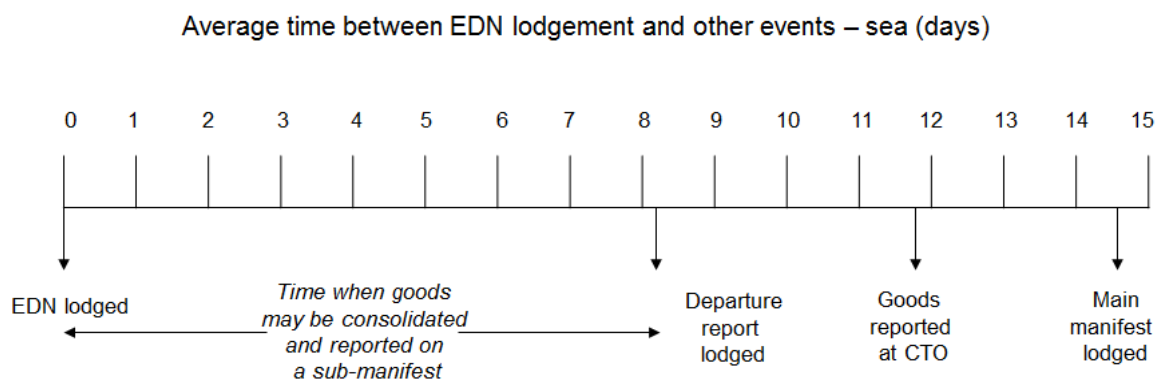 Average time between EDN lodgement and other events – sea (days)
0 1 2 3 4 5 6 7 8 9 10 11 12 13 14 15
EDN lodged
Time when goods
may be consolidated
and reported on
a sub-manifest
Departure
report
lodged
Goods
reported
at CTO
Main
manifest
lodged